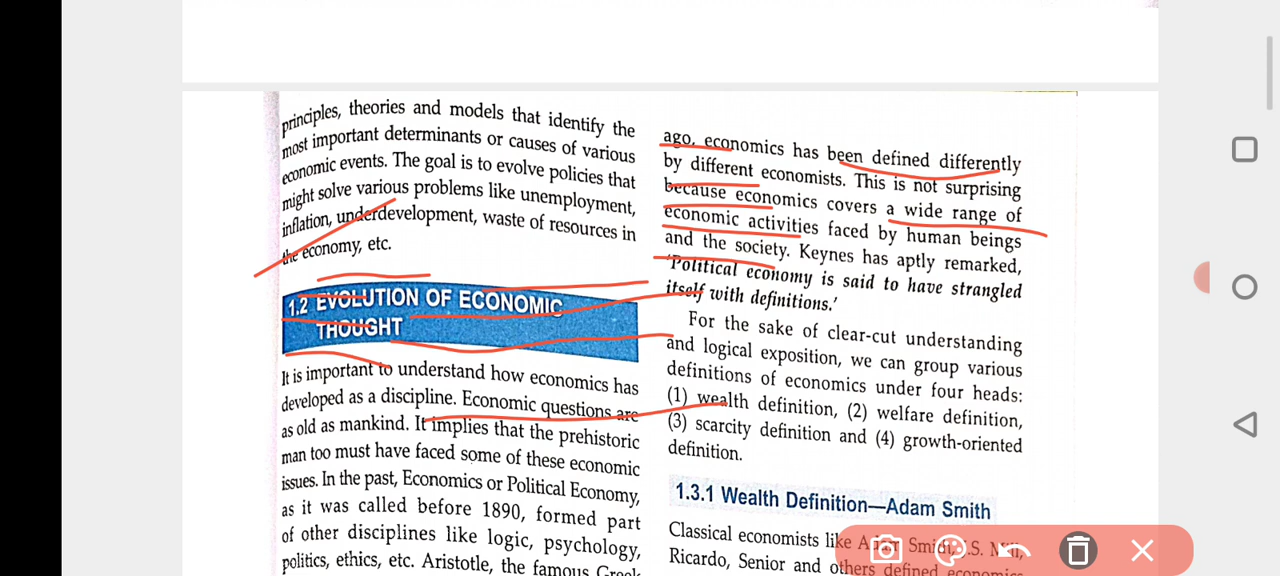 principles, theories and models that identify the
most important determinants or causes of various
economic events. The goal is to evolve policies that
might solve various problems like unemployment,
inflation, underdevelopment, waste of resources in
the economy, etc.
1.2 EVOLUTION OF ECONOMIC
THOUGHT
It is important to understand how economics has
developed as a discipline. Economic questions are
as old as mankind. It implies that the prehistoric
man too must have faced some of these economic
issues. In the past, Economics or Political Economy,
as it was called before 1890, formed part
of other disciplines like logic, psychology,
politics, ethics, etc. Aristotle, the famous Greek
ago, economics has been defined differently
by different economists. This is not surprising
because economics covers a wide range of
economic activities faced by human beings
and the society. Keynes has aptly remarked,
'Political economy is said to have strangled
itself with definitions.'
For the sake of clear-cut understanding
and logical exposition, we can group various
definitions of economics under four heads:
(1) wealth definition, (2) welfare definition,
(3) scarcity definition and (4) growth-oriented
definition.
1.3.1 Wealth Definition—Adam Smith
Classical economists like Adam Smith, J.S. Mill,
Ricardo, Senior and others defined economics